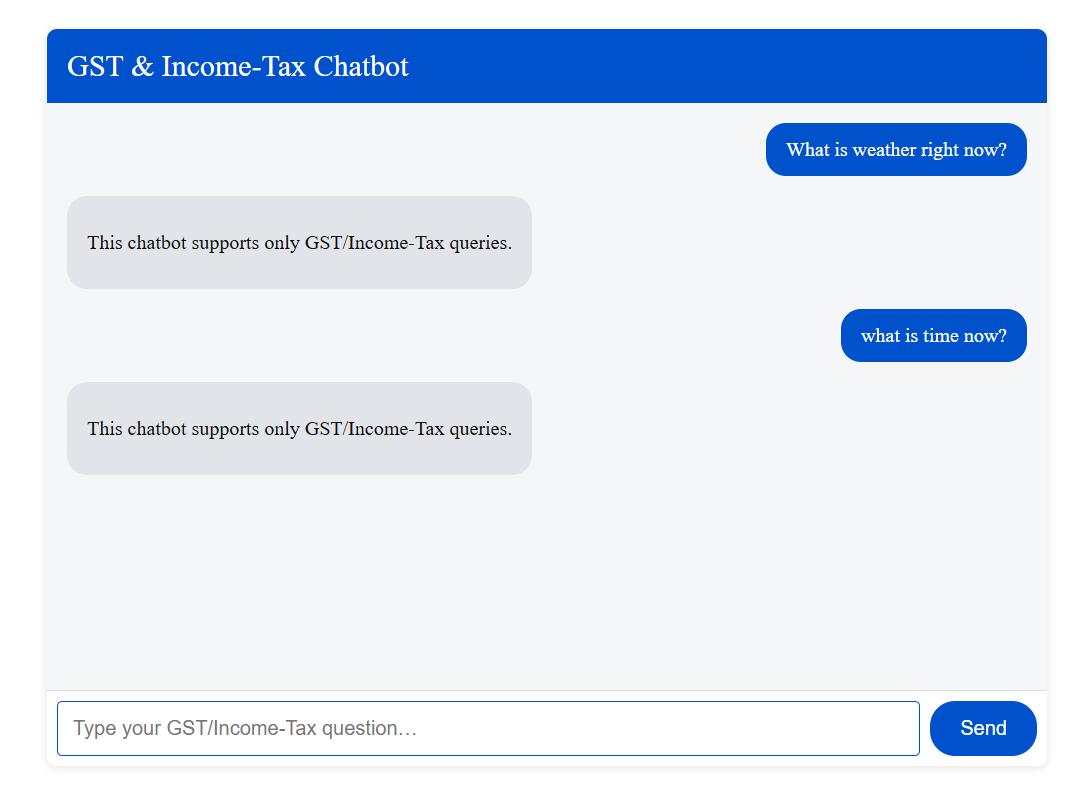 GST & Income-Tax Chatbot
What is weather right now?
This chatbot supports only GST/Income-Tax queries.
what is time now?
This chatbot supports only GST/Income-Tax queries.
Type your GST/Income-Tax question…
Send